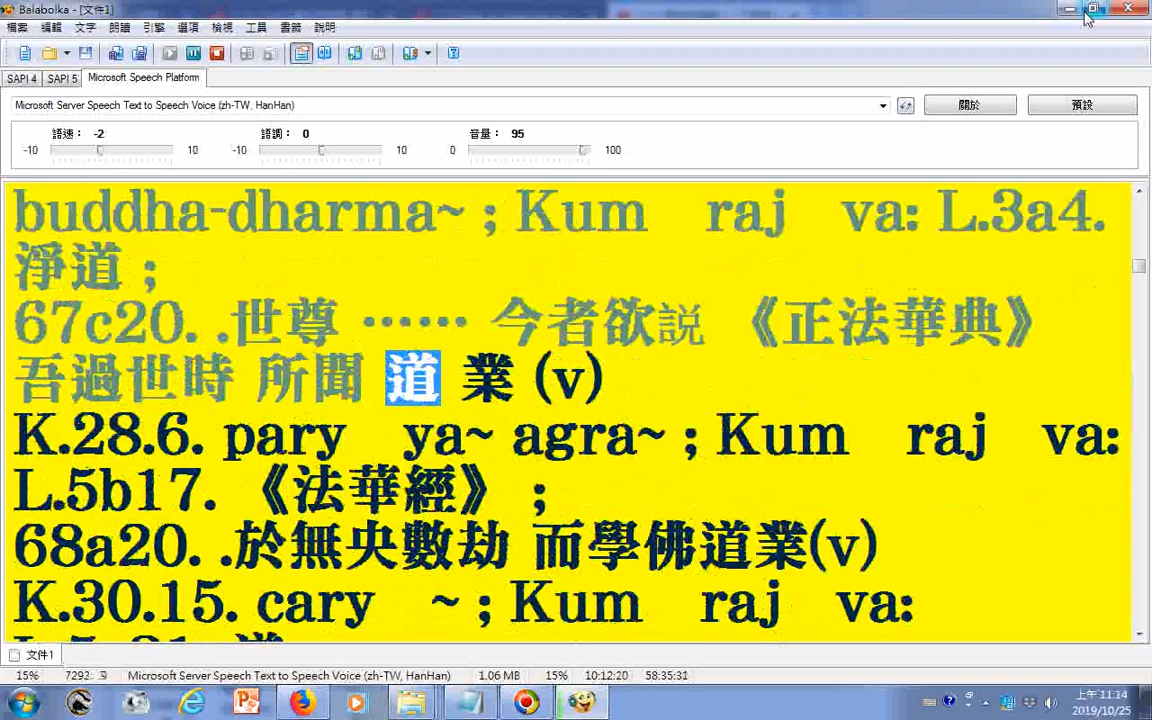 Balabolka - [文件1]
檔案 編輯 文字 朗讀 引擎 選項 檢視 工具 書籤 說明
SAPI 4 SAPI 5 Microsoft Speech Platform
Microsoft Server Speech Text to Speech Voice (zh-TW, HanHan) 關於 預設
語速： -2 語調： 0 音量： 95
-10 10 -10 10 0 100
buddha-dharma~ ; Kum raj va: L.3a4.
淨道 ;
67c20. .世尊 …… 今者欲説 《正法華典》
吾過世時 所聞 道 業 (v)
K.28.6. pary ya~ agra~ ; Kum raj va:
L.5b17. 《法華經》 ;
68a20. .於無央數劫 而學佛道業(v)
K.30.15. cary ~ ; Kum raj va:
文件1
15% Microsoft Server Speech Text to Speech Voice (zh-TW, HanHan) 1.06 MB 15% 10:12:20 58:35:31
上午 11:14
2019/10/25